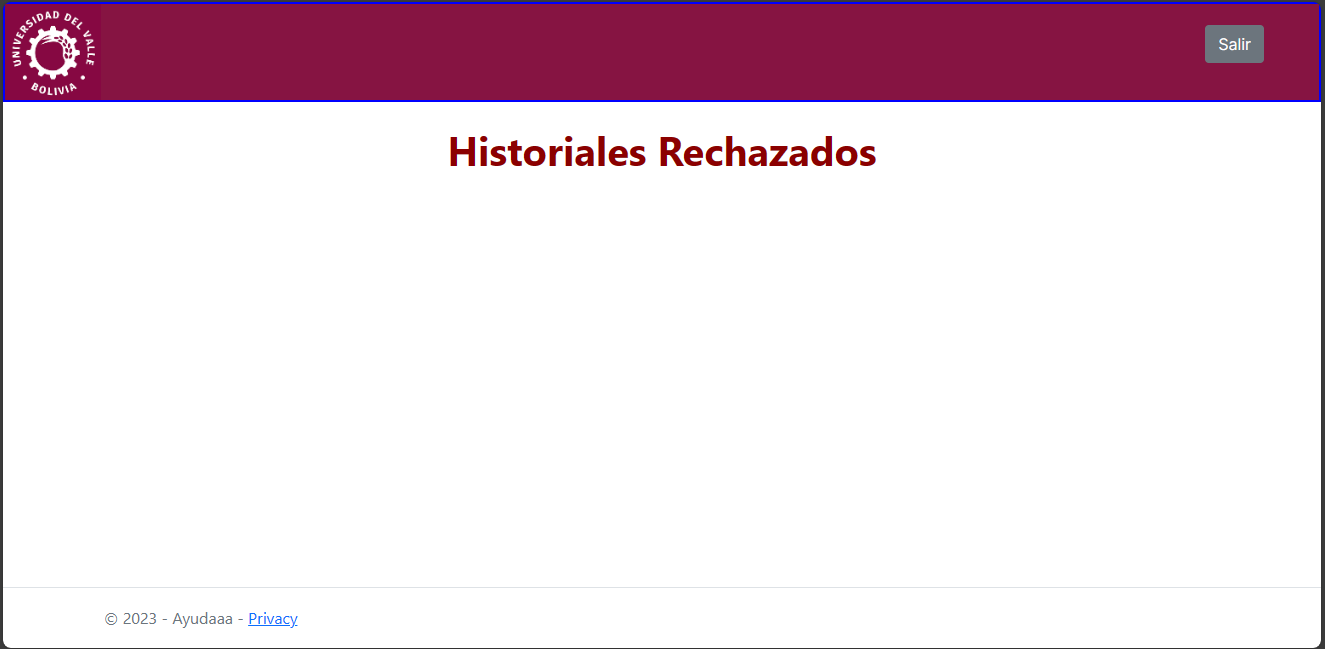 UNIVERSIDAD DEL VALLE
• BOLIVIA •
Salir
Historiales Rechazados
© 2023 - Ayudaaa - Privacy